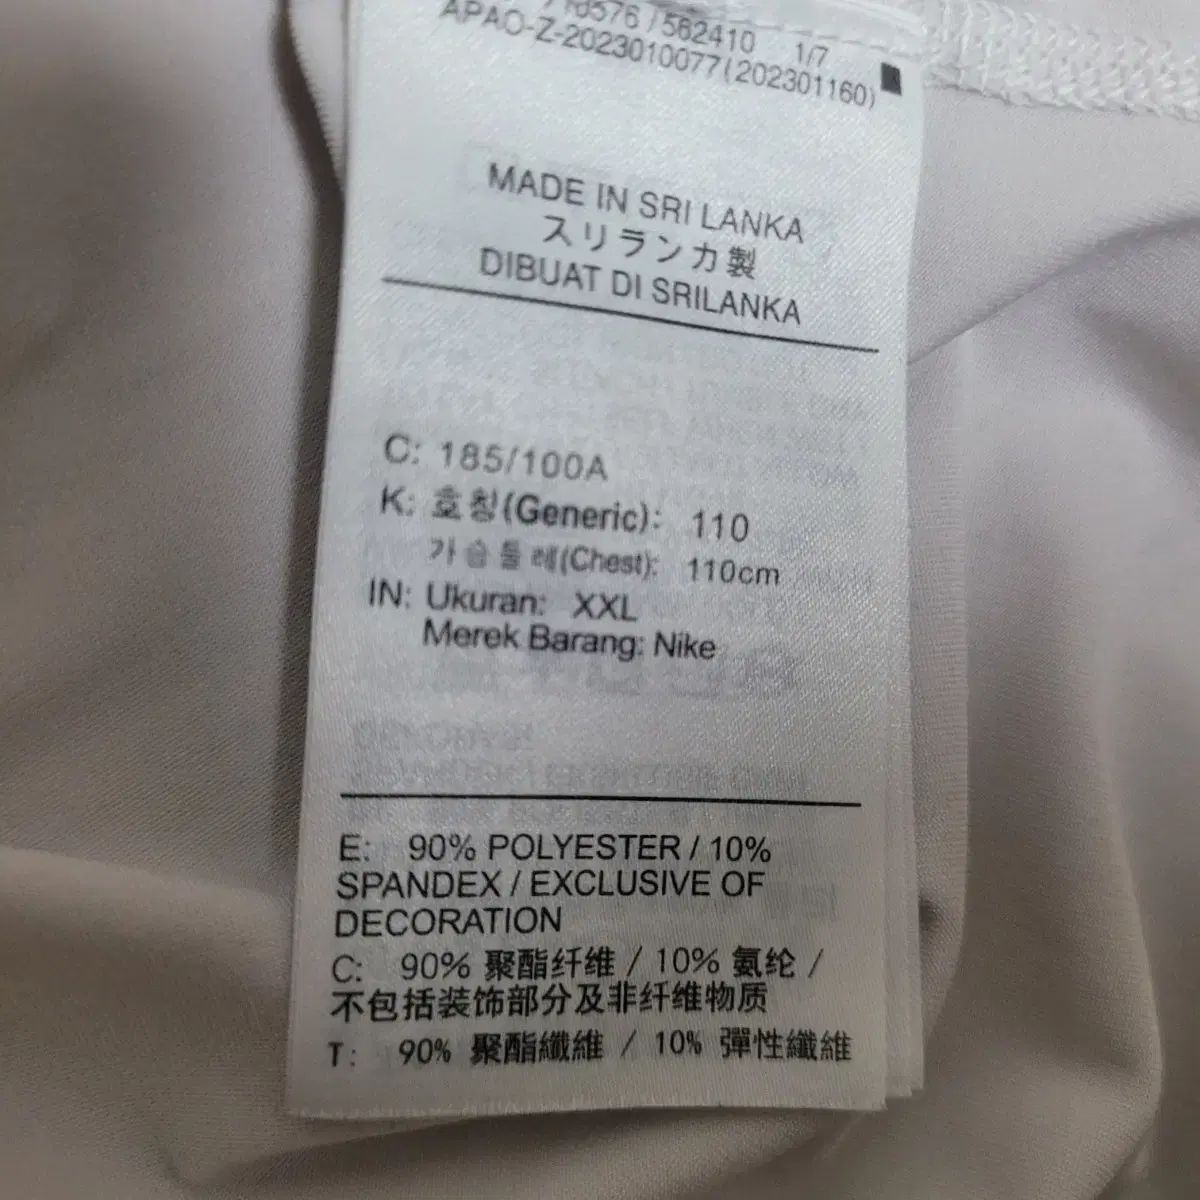 /582410 1/7
APAO-Z-2023010077(202301160)
MADE IN SRI LANKA
スリランカ製
DIBUAT DI SRILANKA
C: 185/100A
K: 호칭(Generic): 110
가슴둘레(Chest): 110cm
IN: Ukuran: XXL
Merek Barang: Nike
E: 90% POLYESTER / 10%
SPANDEX / EXCLUSIVE OF
DECORATION
C: 90% 聚酯纤维 / 10% 氨纶 /
不包括装饰部分及非纤维物质
T: 90% 聚酯纖維 / 10% 彈性纖維